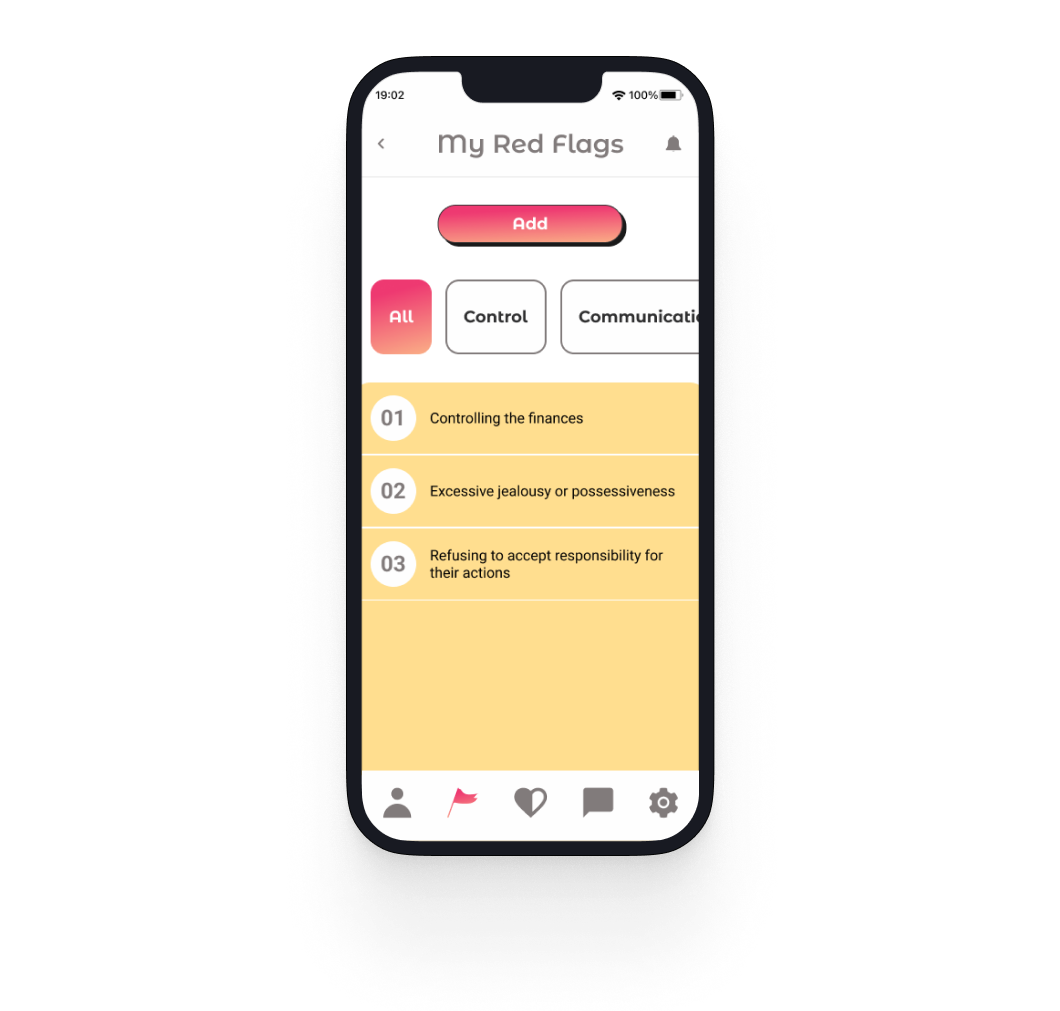 19:02
100%
My Red Flags
Add
All
Control
Communicatio
01
Controlling the finances
02
Excessive jealousy or possessiveness
03
Refusing to accept responsibility for
their actions